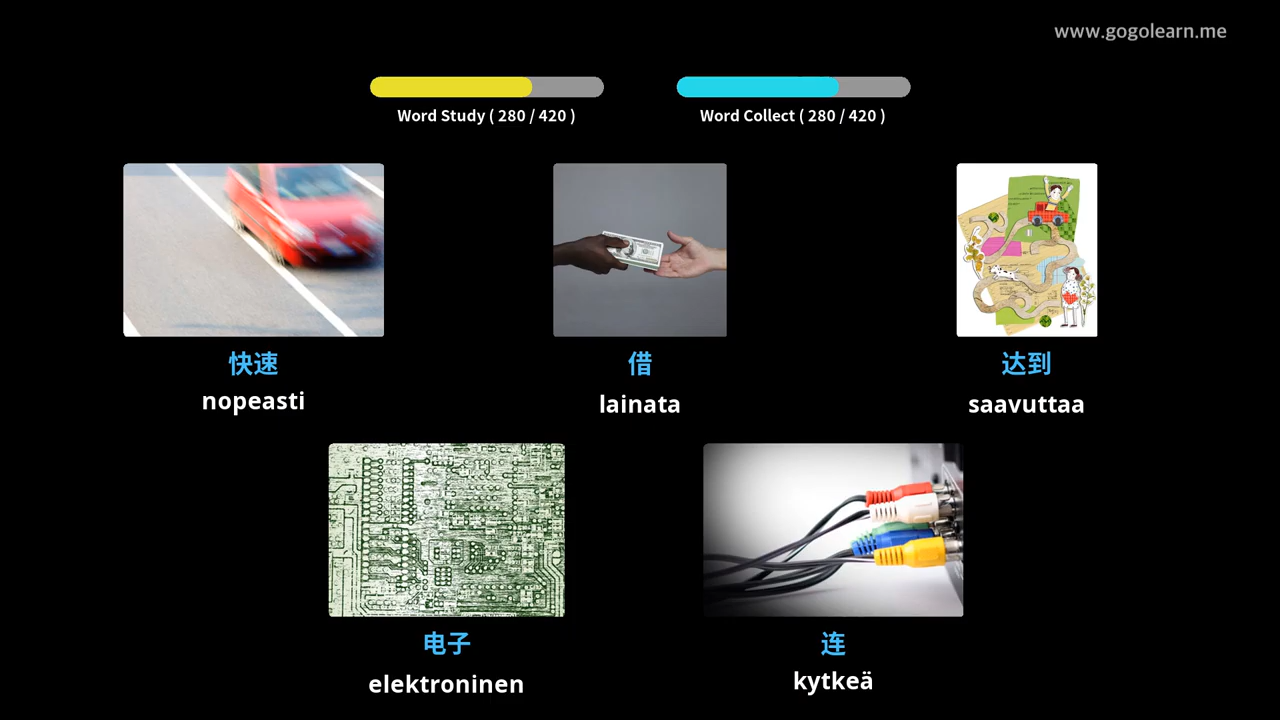 www.gogolearn.me
Word Study ( 280 / 420 )
Word Collect ( 280 / 420 )
快速
nopeasti
借
lainata
达到
saavuttaa
电子
elektroninen
连
kytkeä